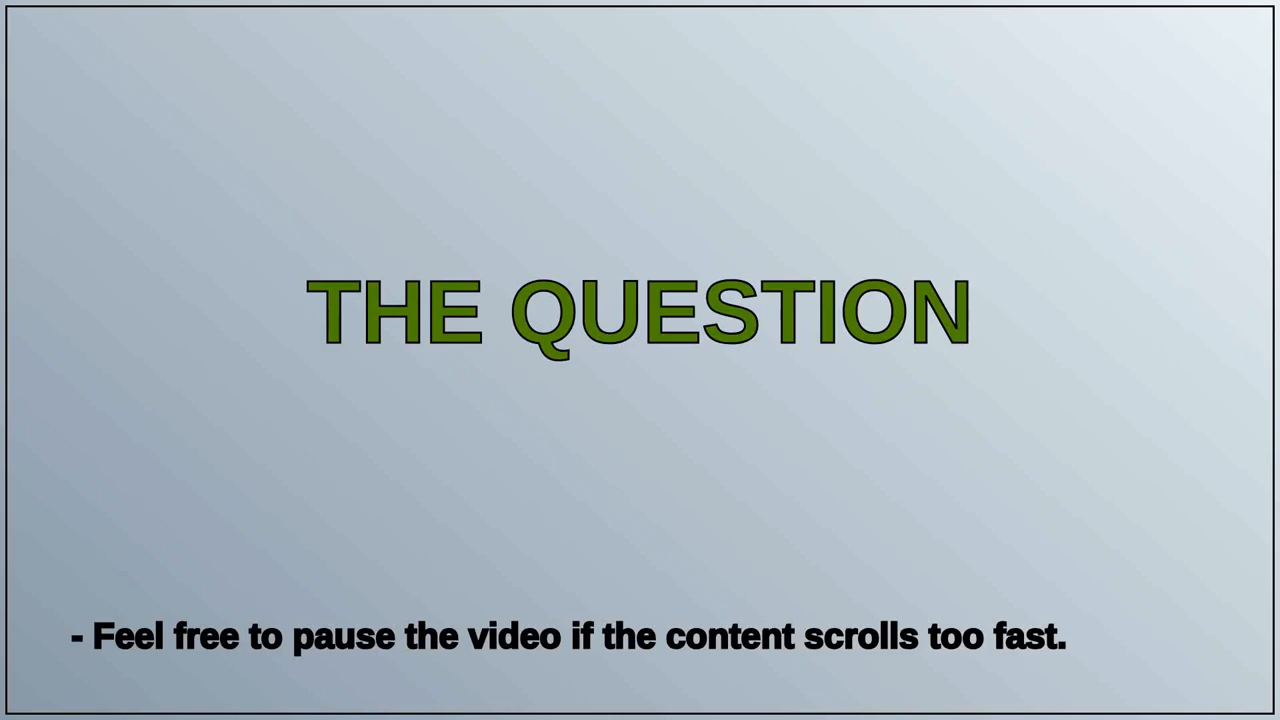 THE QUESTION
- Feel free to pause the video if the content scrolls too fast.